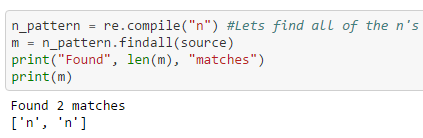 n_pattern = re.compile("n") #Lets find all of the n's
m = n_pattern.findall(source)
print("Found", len(m), "matches")
print(m)
Found 2 matches
['n', 'n']